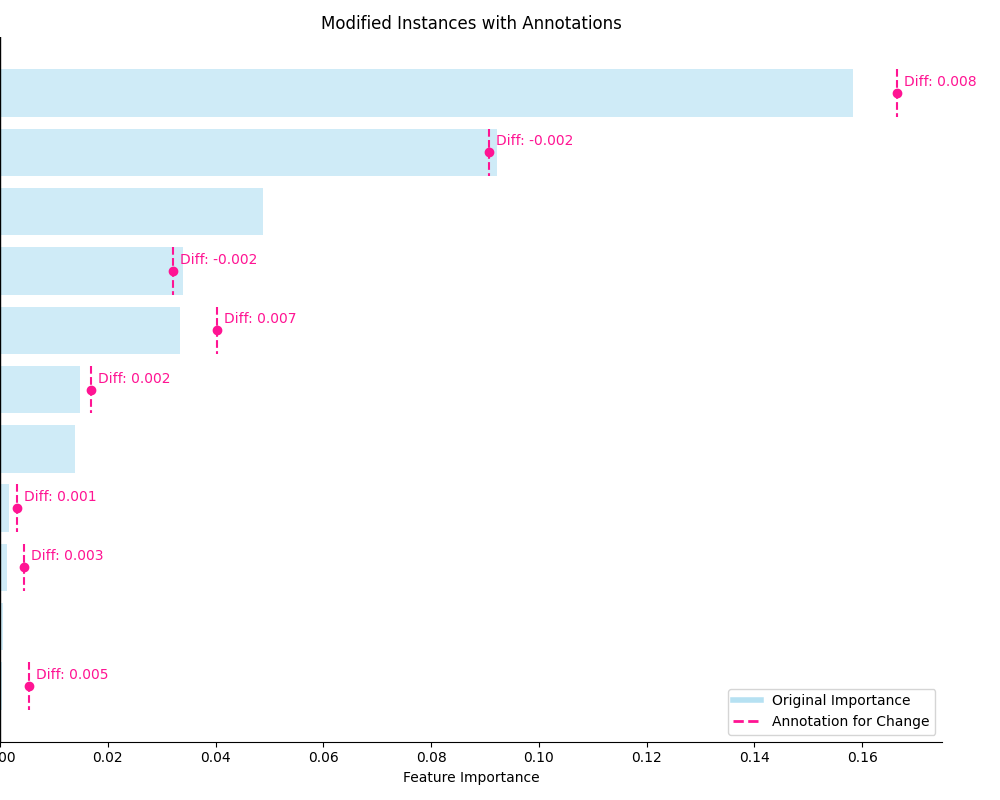 Modified Instances with Annotations
Diff: 0.008
Diff: -0.002
Diff: -0.002
Diff: 0.007
Diff: 0.002
Diff: 0.001
Diff: 0.003
Diff: 0.005
Original Importance
Annotation for Change
00 0.02 0.04 0.06 0.08 0.10 0.12 0.14 0.16
Feature Importance